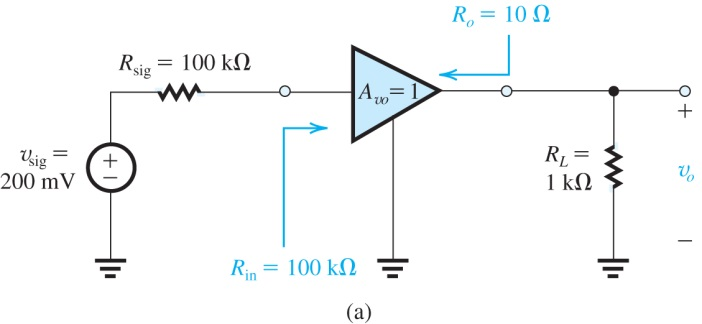 R_o = 10 Ω
R_sig = 100 kΩ
A_vo = 1
+
v_sig =
200 mV
+
−
R_L =
1 kΩ
v_o
−
R_in = 100 kΩ
(a)